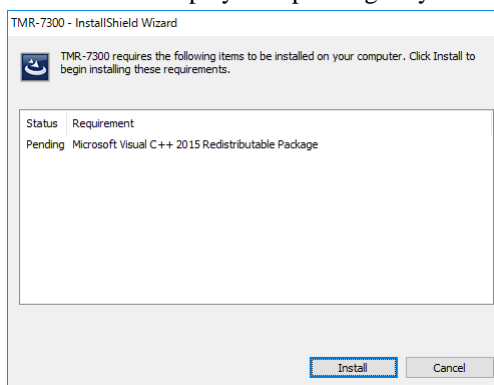 TMR-7300 - InstallShield Wizard
TMR-7300 requires the following items to be installed on your computer. Click Install to
begin installing these requirements.
Status Requirement
Pending Microsoft Visual C++ 2015 Redistributable Package
Install Cancel